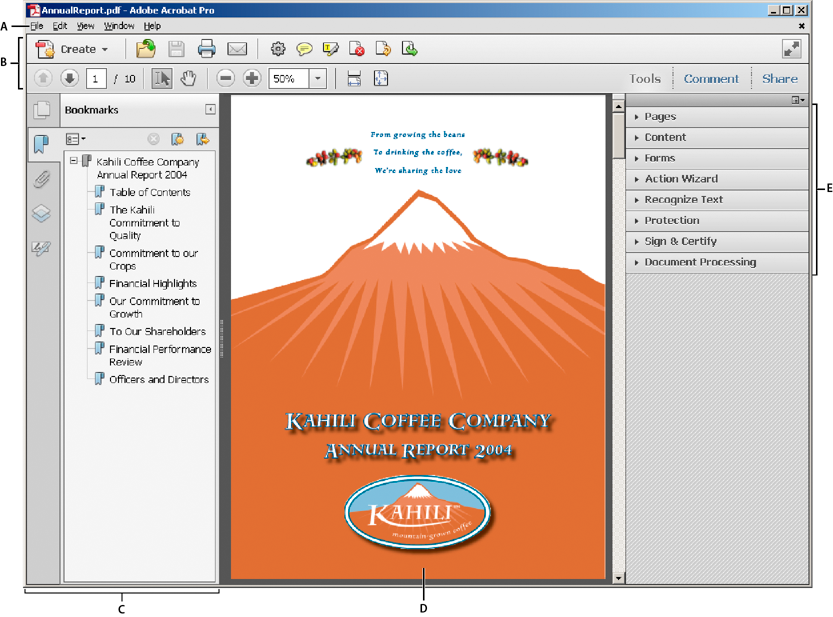 AnnualReport.pdf - Adobe Acrobat Pro
A
File Edit View Window Help
B
Create
1 / 10
50%
Tools Comment Share
Bookmarks
Kahili Coffee Company
Annual Report 2004
Table of Contents
The Kahili
Commitment to
Quality
Commitment to our
Crops
Financial Highlights
Our Commitment to
Growth
To Our Shareholders
Financial Performance
Review
Officers and Directors
From growing the beans
To drinking the coffee,
We're sharing the love
KAHILI COFFEE COMPANY
ANNUAL REPORT 2004
KAHILI
mountain-grown coffee
Pages
Content
Forms
Action Wizard
Recognize Text
Protection
Sign & Certify
Document Processing
E
C
D